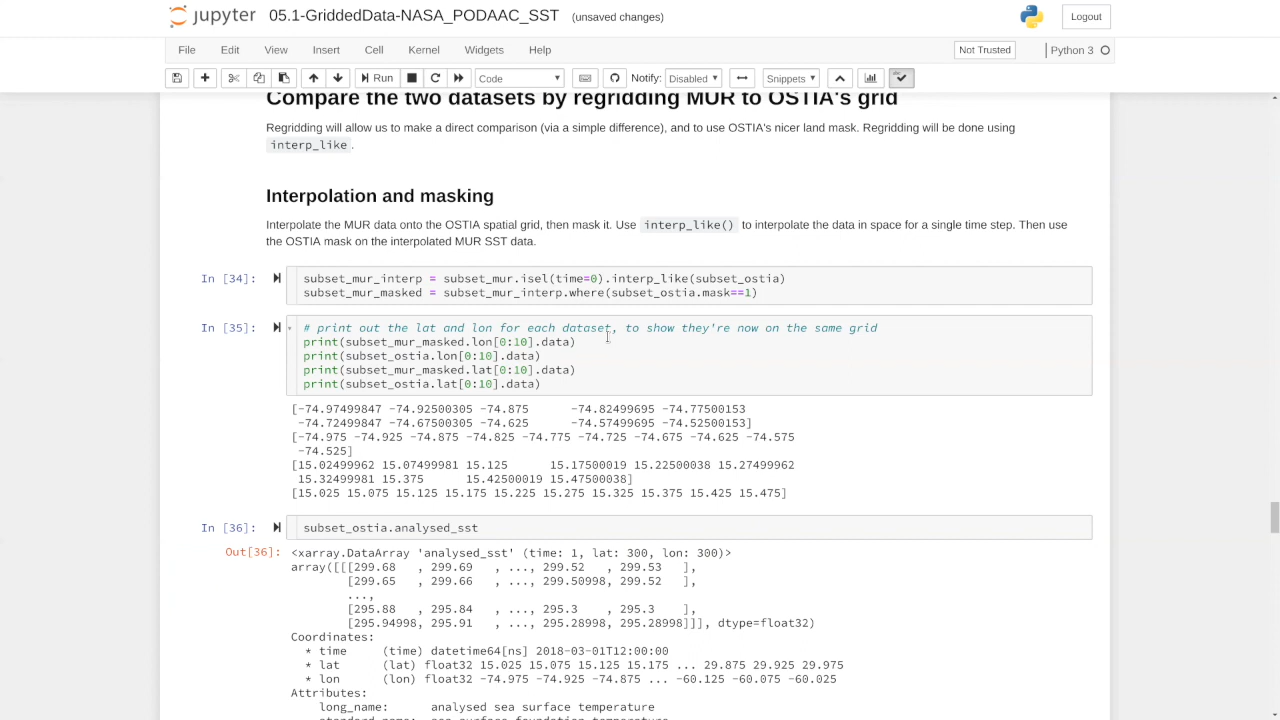 jupyter 05.1-GriddedData-NASA_PODAAC_SST (unsaved changes) Logout
File Edit View Insert Cell Kernel Widgets Help Not Trusted Python 3
Run Code Notify: Disabled Snippets
Compare the two datasets by regridding MUR to OSTIA's grid
Regridding will allow us to make a direct comparison (via a simple difference), and to use OSTIA's nicer land mask. Regridding will be done using
interp_like.
Interpolation and masking
Interpolate the MUR data onto the OSTIA spatial grid, then mask it. Use interp_like() to interpolate the data in space for a single time step. Then use
the OSTIA mask on the interpolated MUR SST data.
In [34]: subset_mur_interp = subset_mur.isel(time=0).interp_like(subset_ostia)
subset_mur_masked = subset_mur_interp.where(subset_ostia.mask==1)
In [35]: # print out the lat and lon for each dataset, to show they're now on the same grid
print(subset_mur_masked.lon[0:10].data)
print(subset_ostia.lon[0:10].data)
print(subset_mur_masked.lat[0:10].data)
print(subset_ostia.lat[0:10].data)
[-74.97499847 -74.92500305 -74.875 -74.82499695 -74.77500153
-74.72499847 -74.67500305 -74.625 -74.57499695 -74.52500153]
[-74.975 -74.925 -74.875 -74.825 -74.775 -74.725 -74.675 -74.625 -74.575
-74.525]
[15.02499962 15.07499981 15.125 15.17500019 15.22500038 15.27499962
15.32499981 15.375 15.42500019 15.47500038]
[15.025 15.075 15.125 15.175 15.225 15.275 15.325 15.375 15.425 15.475]
In [36]: subset_ostia.analysed_sst
Out[36]: <xarray.DataArray 'analysed_sst' (time: 1, lat: 300, lon: 300)>
array([[[299.68 , 299.69 , ..., 299.52 , 299.53 ],
[299.65 , 299.66 , ..., 299.50998, 299.52 ],
...,
[295.88 , 295.84 , ..., 295.3 , 295.3 ],
[295.94998, 295.91 , ..., 295.28998, 295.28998]]], dtype=float32)
Coordinates:
* time (time) datetime64[ns] 2018-03-01T12:00:00
* lat (lat) float32 15.025 15.075 15.125 15.175 ... 29.875 29.925 29.975
* lon (lon) float32 -74.975 -74.925 -74.875 ... -60.125 -60.075 -60.025
Attributes:
long_name: analysed sea surface temperature
standard_name: sea surface foundation temperature